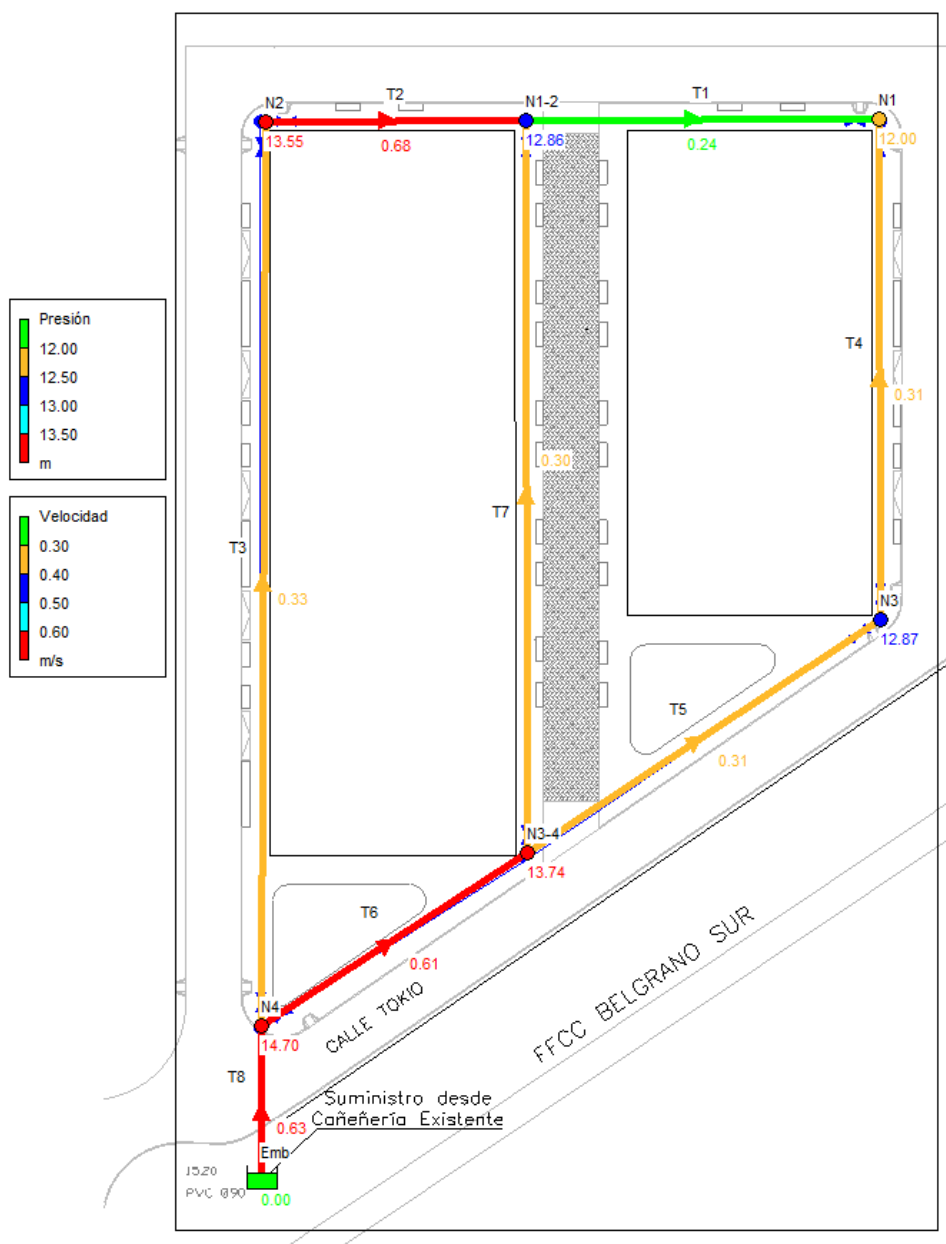 N2
T2
N1-2
T1
N1
13.55
0.68
12.86
0.24
12.00
Presión
12.00
12.50
13.00
13.50
m
T4
0.31
0.30
Velocidad
0.30
0.40
0.50
0.60
m/s
T7
T3
0.33
N3
12.87
T5
0.31
N3-4
13.74
T6
0.61
N4
14.70
CALLE TOKIO
FFCC BELGRANO SUR
T8
Suministro desde
Cañeñería Existente
0.63
Emb
15.20
PVC Ø90
0.00